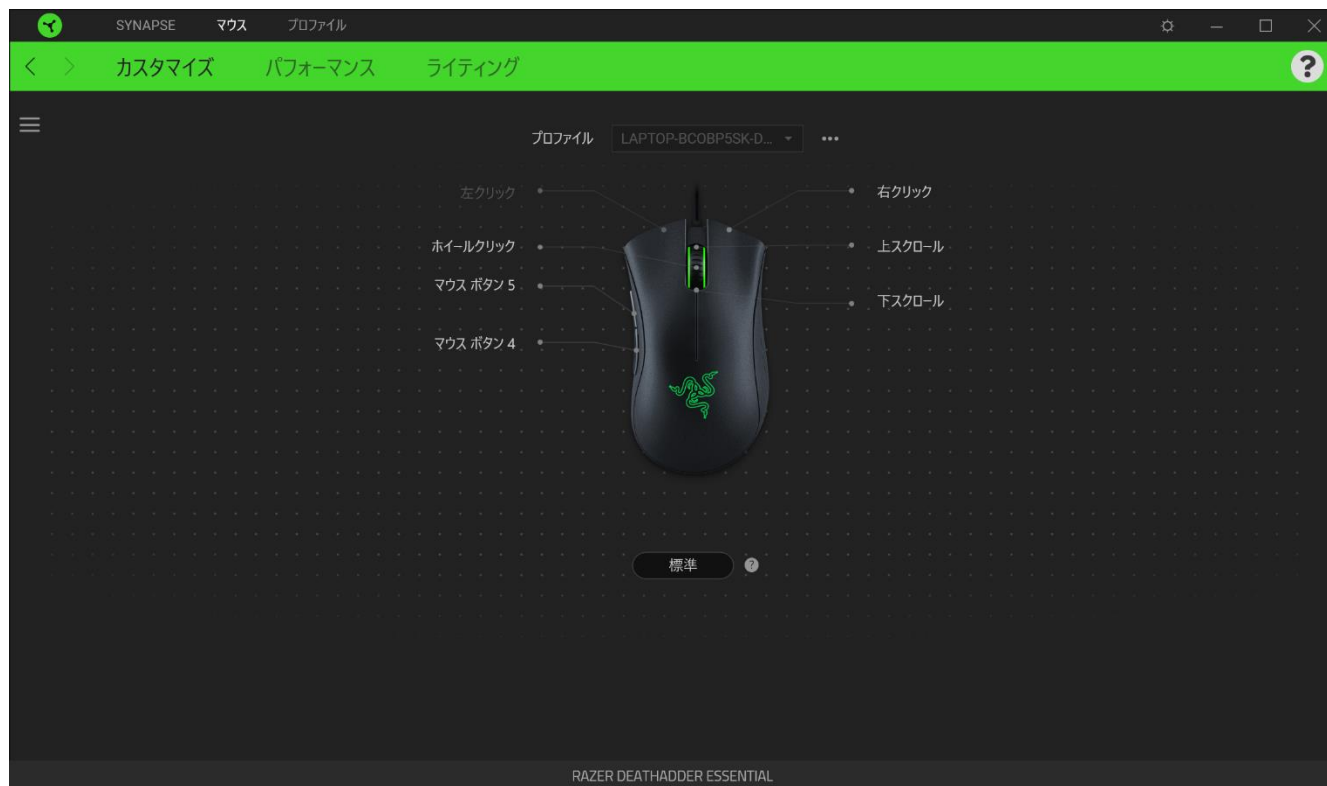 SYNAPSE マウス プロファイル
カスタマイズ パフォーマンス ライティング
?
プロファイル LAPTOP-BCOBP5SK-D...
左クリック 右クリック
ホイールクリック 上スクロール
マウス ボタン 5
下スクロール
マウス ボタン 4
標準 ?
RAZER DEATHADDER ESSENTIAL